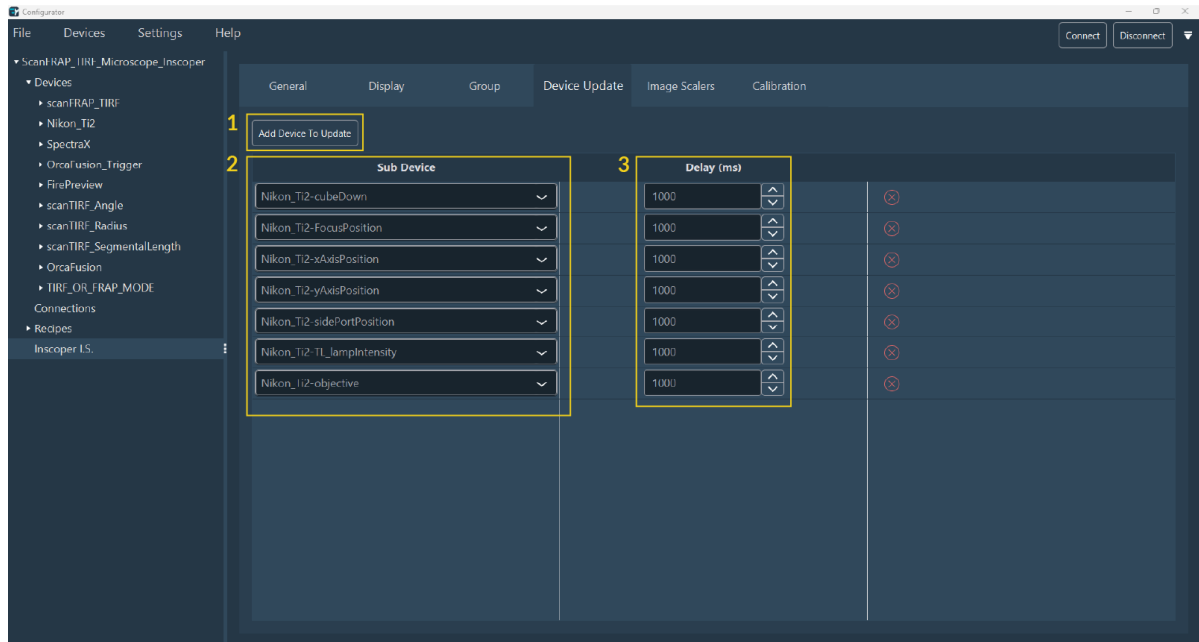 Configurator
File Devices Settings Help
Connect Disconnect
ScanFRAP_TIRF_Microscope_Inscoper
Devices
scanFRAP_TIRF
Nikon_Ti2
SpectraX
OrcaFusion_Trigger
FirePreview
scanTIRF_Angle
scanTIRF_Radius
scanTIRF_SegmentalLength
OrcaFusion
TIRF_OR_FRAP_MODE
Connections
Recipes
Inscoper I.S.
General Display Group Device Update Image Scalers Calibration
1 Add Device To Update
2 Sub Device 3 Delay (ms)
Nikon_Ti2-cubeDown 1000
Nikon_Ti2-FocusPosition 1000
Nikon_Ti2-xAxisPosition 1000
Nikon_Ti2-yAxisPosition 1000
Nikon_Ti2-sidePortPosition 1000
Nikon_Ti2-TL_lampIntensity 1000
Nikon_Ti2-objective 1000